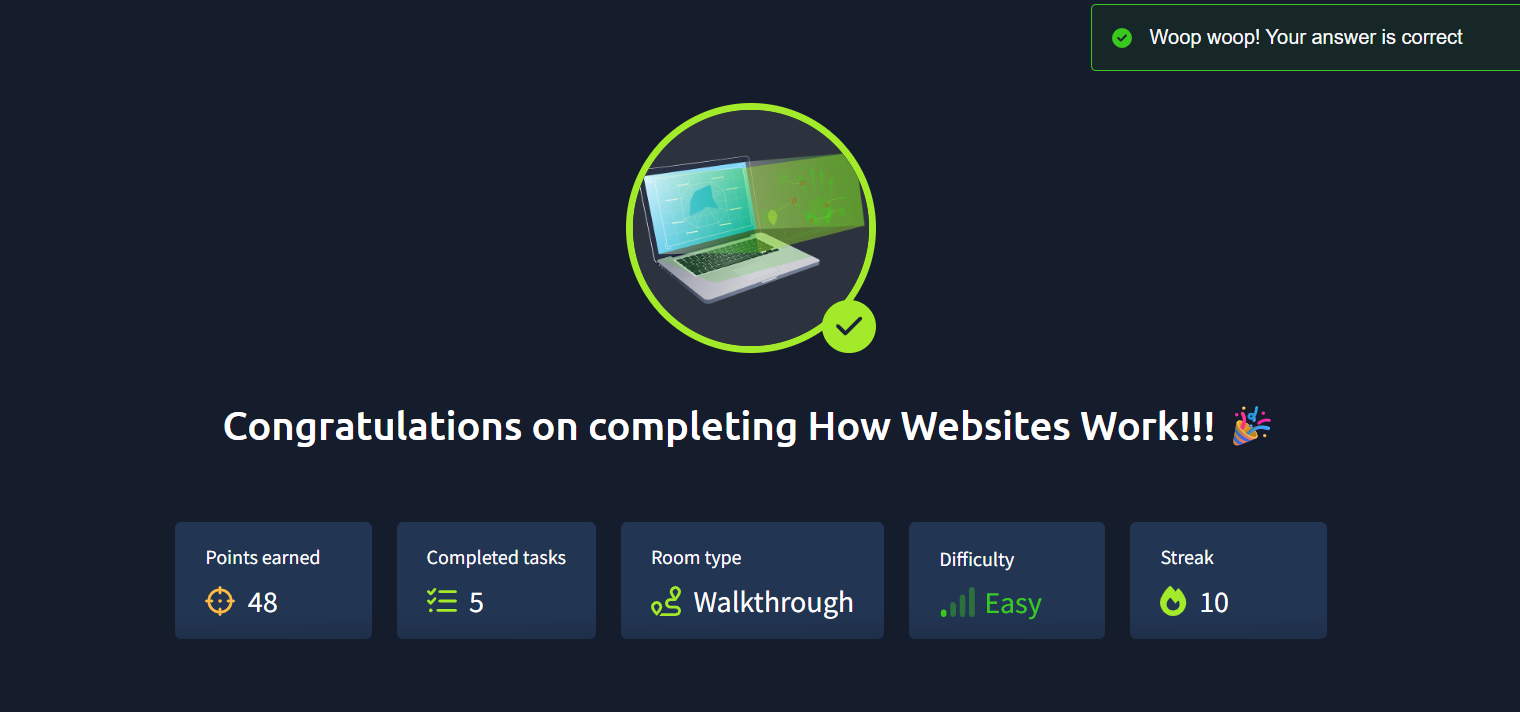 Woop woop! Your answer is correct
Congratulations on completing How Websites Work!!! 🎉
Points earned
48
Completed tasks
5
Room type
Walkthrough
Difficulty
Easy
Streak
10